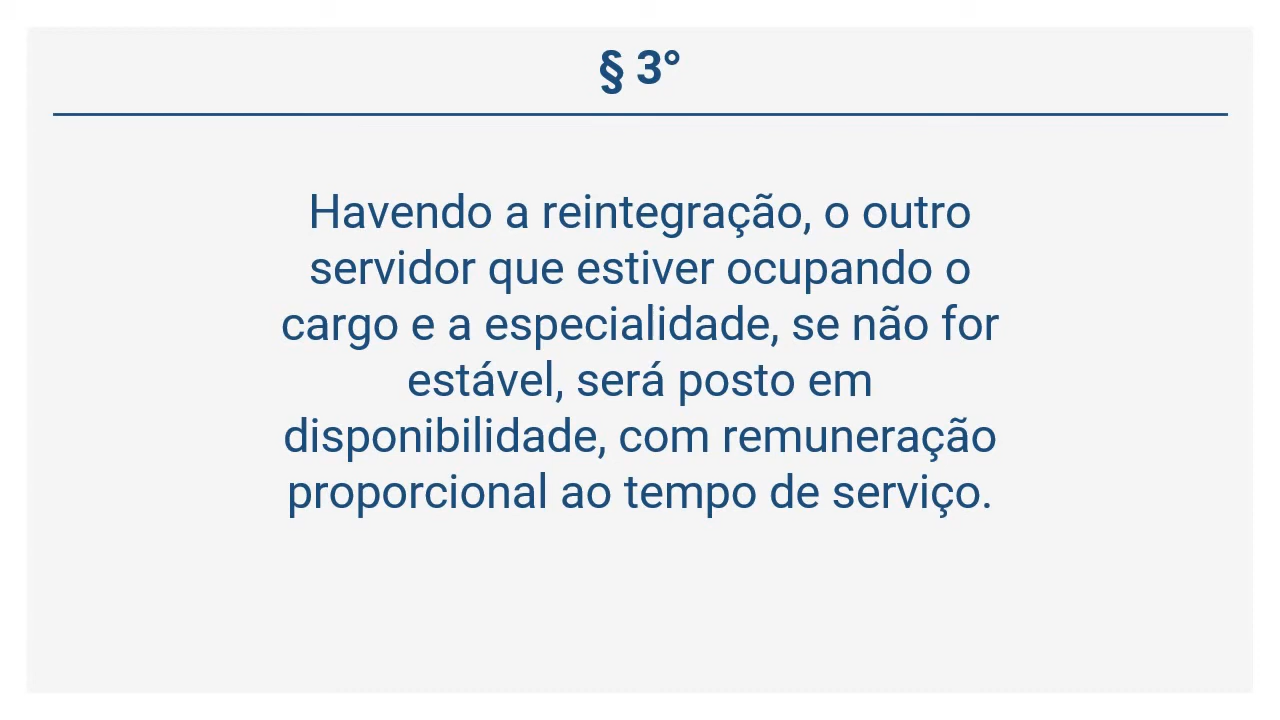 § 3°
Havendo a reintegração, o outro
servidor que estiver ocupando o
cargo e a especialidade, se não for
estável, será posto em
disponibilidade, com remuneração
proporcional ao tempo de serviço.